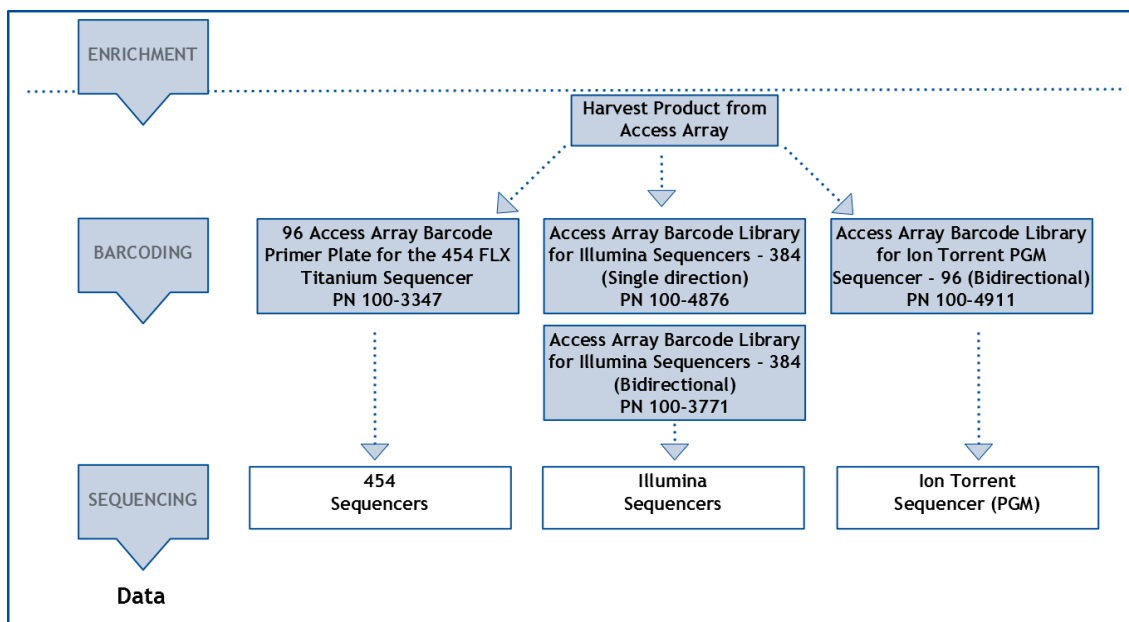 ENRICHMENT
Harvest Product from
Access Array
BARCODING
96 Access Array Barcode
Primer Plate for the 454 FLX
Titanium Sequencer
PN 100-3347
Access Array Barcode Library
for Illumina Sequencers - 384
(Single direction)
PN 100-4876
Access Array Barcode Library
for Ion Torrent PGM
Sequencer - 96 (Bidirectional)
PN 100-4911
Access Array Barcode Library
for Illumina Sequencers - 384
(Bidirectional)
PN 100-3771
SEQUENCING
454
Sequencers
Illumina
Sequencers
Ion Torrent
Sequencer (PGM)
Data